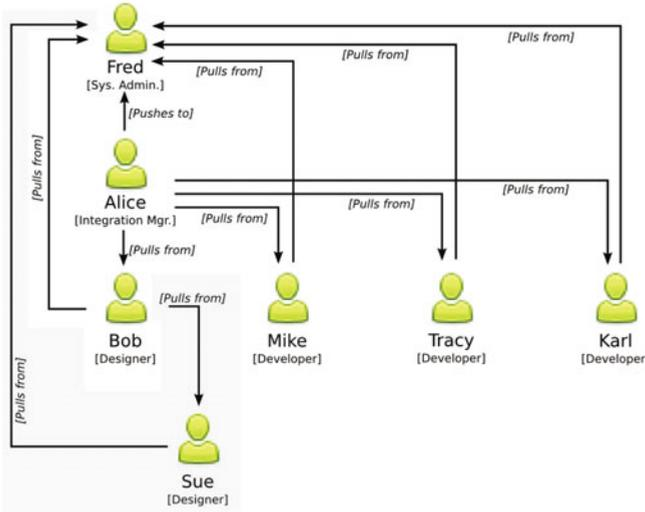 [Pulls from]
Fred
[Pulls from]
[Sys. Admin.]
[Pulls from]
[Pushes to]
[Pulls from]
Alice
[Integration Mgr.]
[Pulls from]
[Pulls from]
[Pulls from]
[Pulls from]
[Pulls from]
Bob
[Designer]
Mike
[Developer]
Tracy
[Developer]
Karl
[Developer
[Pulls from]
Sue
[Designer]